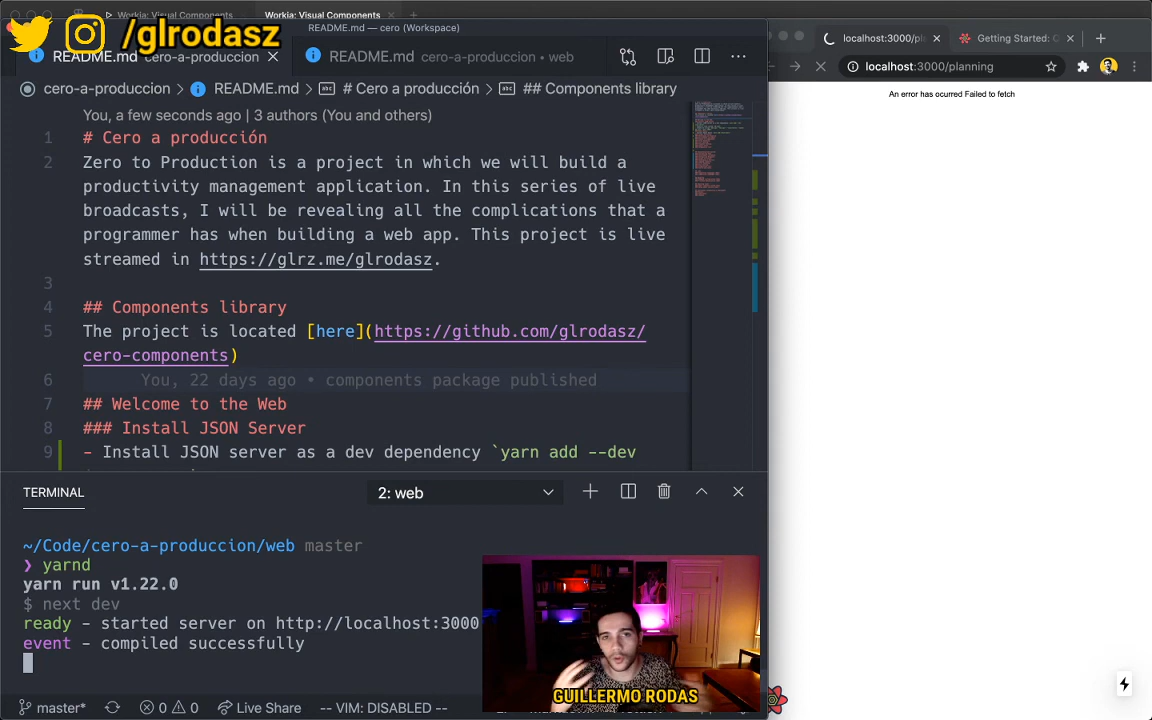 Workia: Visual Components
Workia: Visual Components
/glrodasz
README.md — cero (Workspace)
README.md cero-a-produccion
README.md cero-a-produccion • web
cero-a-produccion > README.md > # Cero a producción > ## Components library
You, a few seconds ago | 3 authors (You and others)
1 # Cero a producción
2 Zero to Production is a project in which we will build a
productivity management application. In this series of live
broadcasts, I will be revealing all the complications that a
programmer has when building a web app. This project is live
streamed in https://glrz.me/glrodasz.
3
4 ## Components library
5 The project is located [here](https://github.com/glrodasz/
cero-components)
6 You, 22 days ago • components package published
7 ## Welcome to the Web
8 ### Install JSON Server
9 - Install JSON server as a dev dependency `yarn add --dev
TERMINAL
2: web
~/Code/cero-a-produccion/web master
❯ yarnd
yarn run v1.22.0
$ next dev
ready - started server on http://localhost:3000
event - compiled successfully
GUILLERMO RODAS
master*
0 0
Live Share
-- VIM: DISABLED --
localhost:3000/pl
Getting Started: Q
localhost:3000/planning
An error has ocurred Failed to fetch